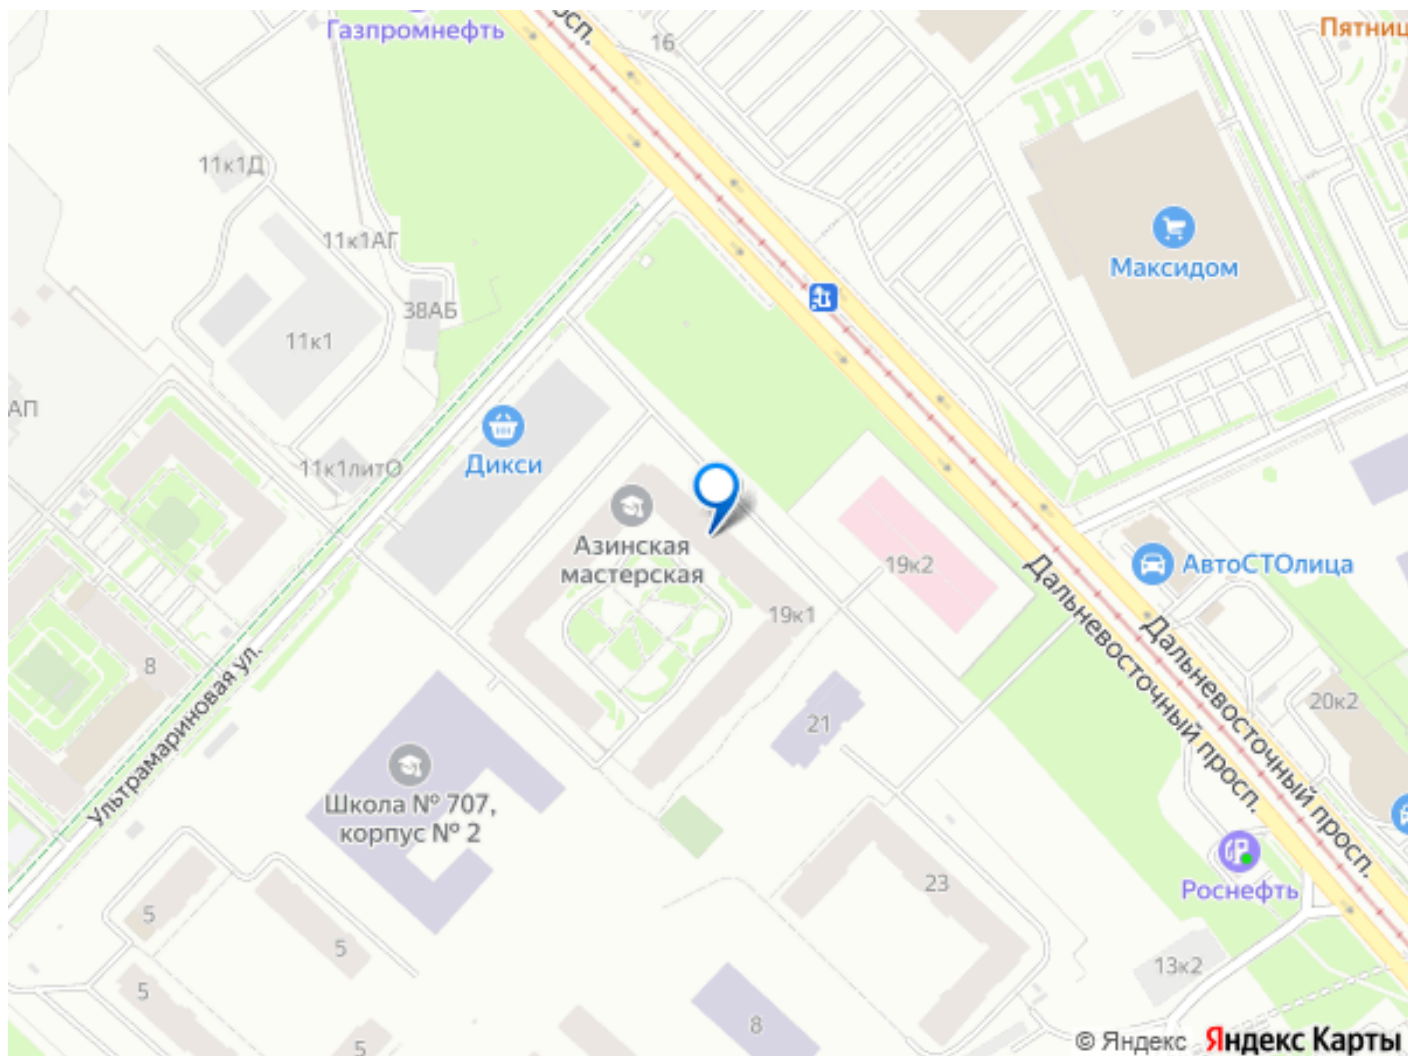 Газпромнефть
просп.
16
Пятниц
11к1Д
11к1АГ
38АБ
11к1
Максидом
АП
Дикси
11к1литО
Азинская
мастерская
19к2
АвтоСТОлица
19к1
8
Ультрамариновая ул.
21
Дальневосточный просп.
Дальневосточный просп.
20к2
Школа № 707,
корпус № 2
Роснефть
23
5
5
5
13к2
8
5
© Яндекс Яндекс Карты